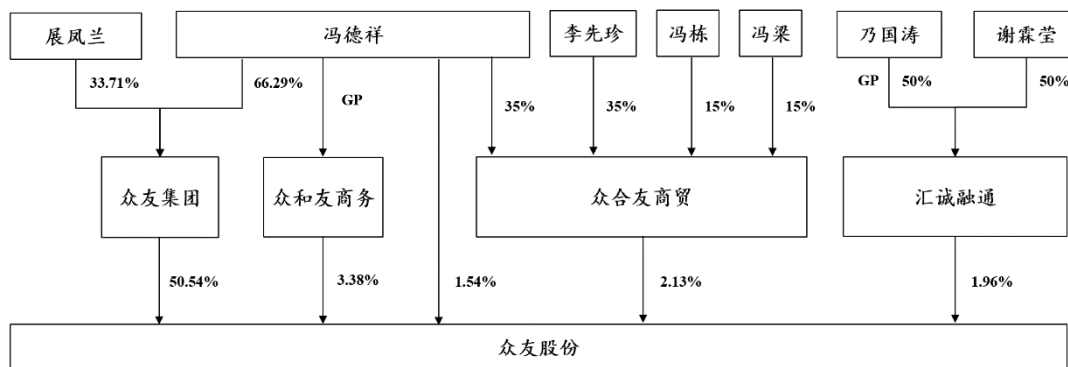 展凤兰
冯德祥
李先珍
冯栋
冯梁
乃国涛
谢霖莹
33.71%
66.29%
GP
35%
35%
15%
15%
GP
50%
50%
众友集团
众和友商务
众合友商贸
汇诚融通
50.54%
3.38%
1.54%
2.13%
1.96%
众友股份